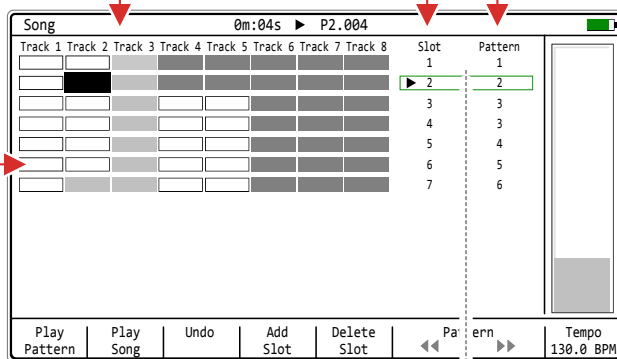 Song 0m:04s ▶ P2.004
Track 1 Track 2 Track 3 Track 4 Track 5 Track 6 Track 7 Track 8 Slot Pattern
1 1
▶ 2 2
3 3
4 3
5 4
6 5
7 6
Play Pattern
Play Song
Undo
Add Slot
Delete Slot
Pa ern
Tempo
130.0 BPM